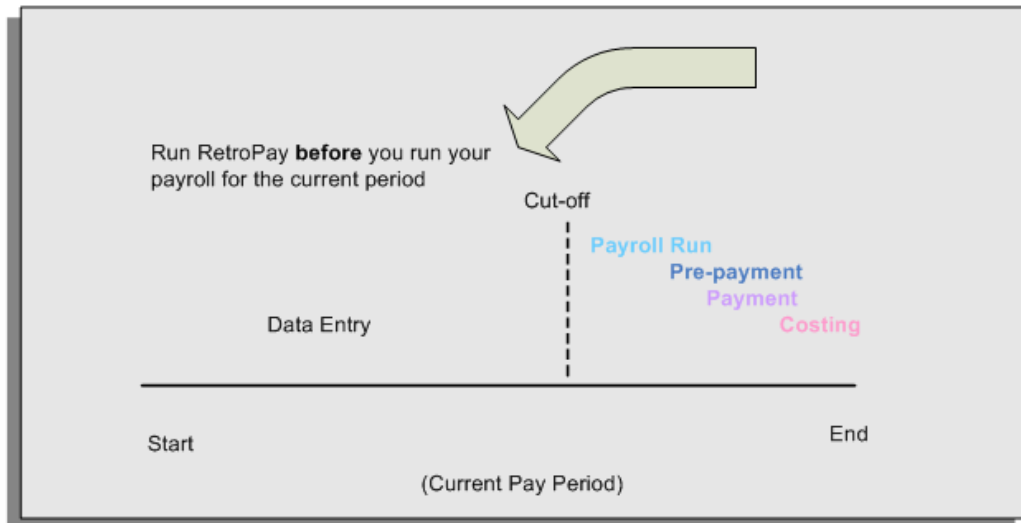 Run RetroPay before you run your
payroll for the current period
Cut-off
Payroll Run
Pre-payment
Payment
Data Entry
Costing
Start
End
(Current Pay Period)